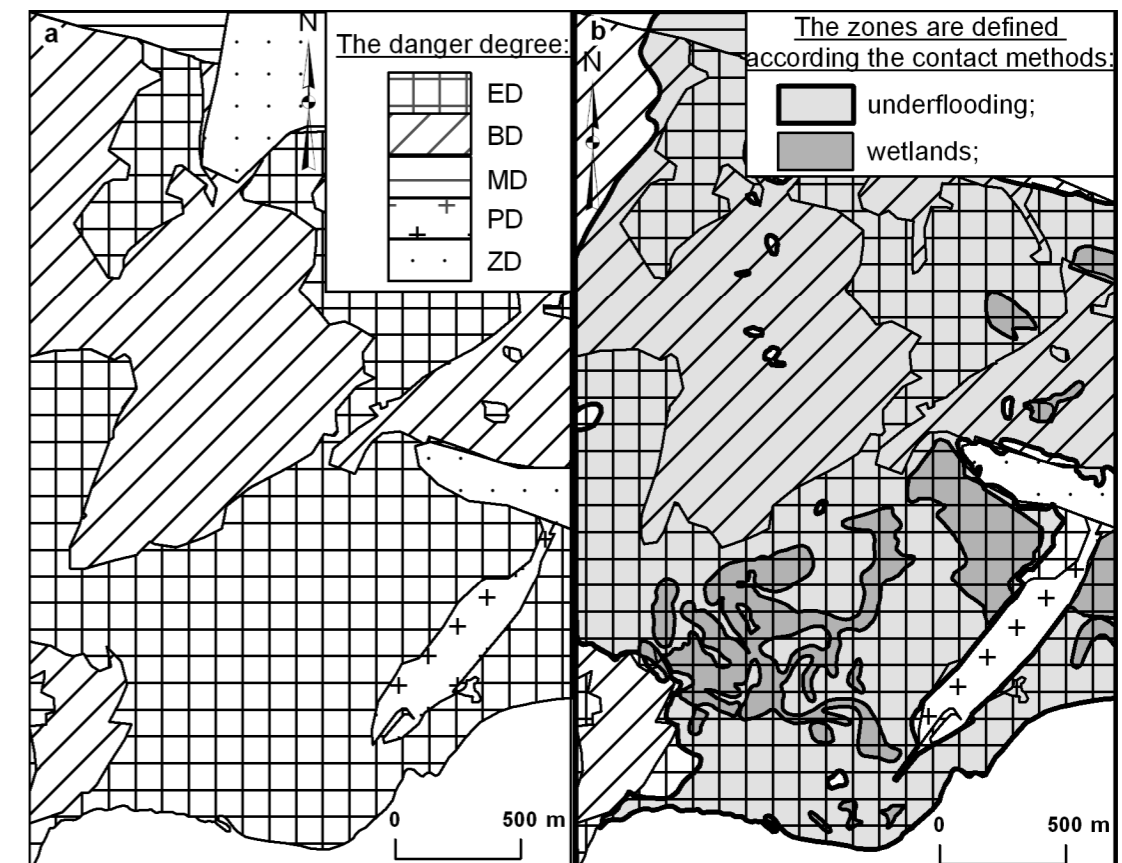 a
N
The danger degree:
ED
BD
MD
PD
ZD
0 500 m
b
N
The zones are defined
according the contact methods:
underflooding;
wetlands;
0 500 m